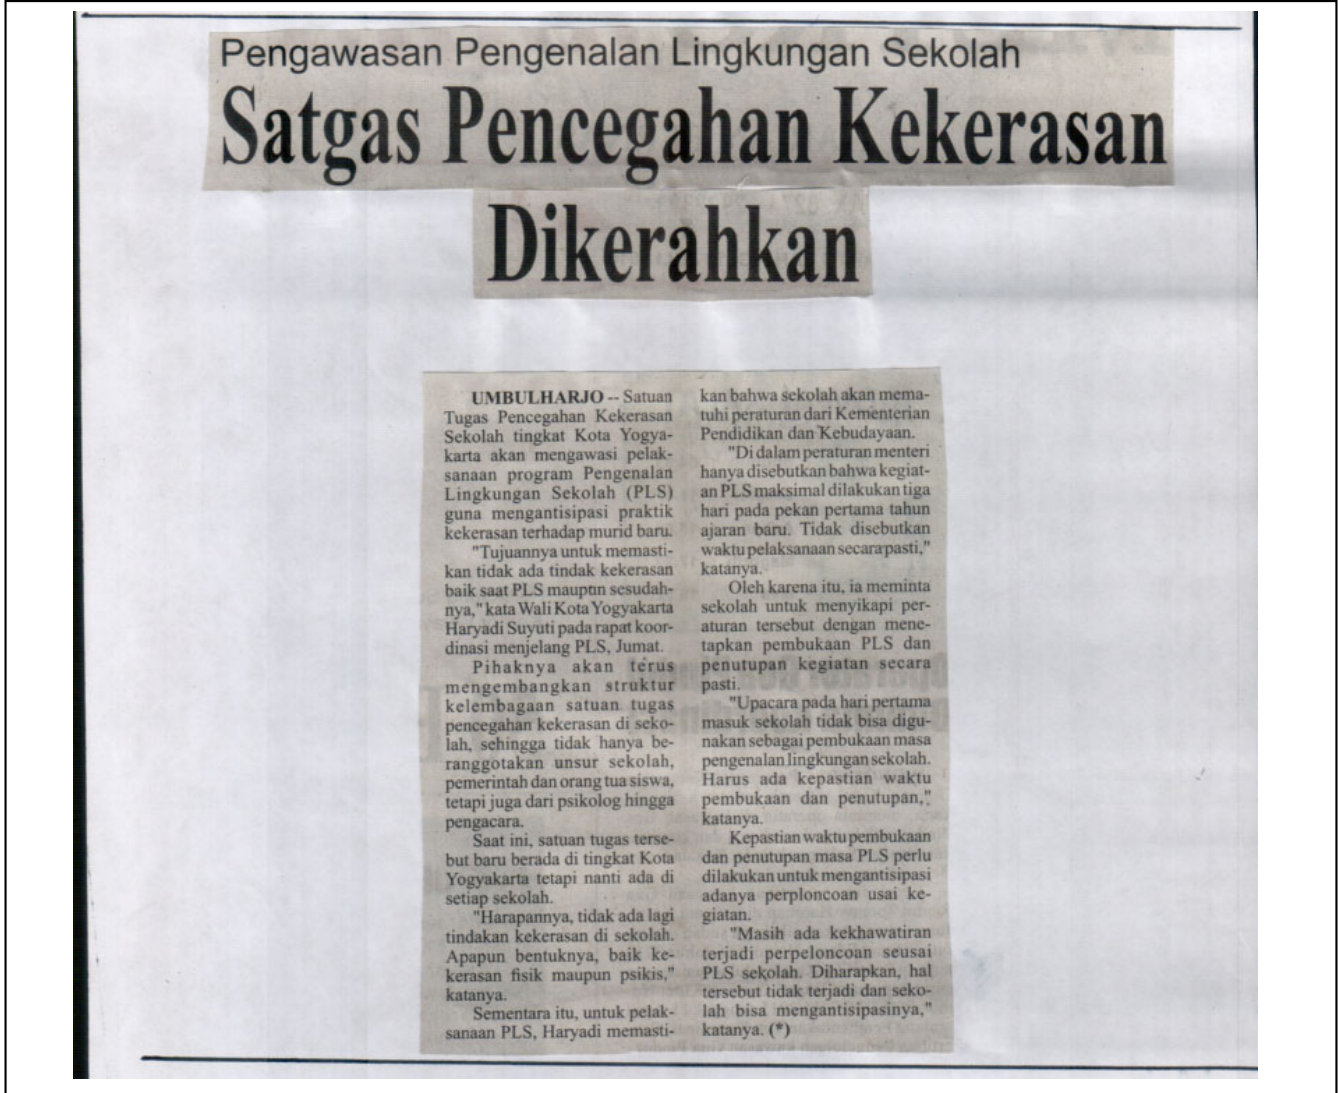 Pengawasan Pengenalan Lingkungan Sekolah
Satgas Pencegahan Kekerasan
Dikerahkan
UMBULHARJO -- Satuan
Tugas Pencegahan Kekerasan
Sekolah tingkat Kota Yogya-
karta akan mengawasi pelak-
sanaan program Pengenalan
Lingkungan Sekolah (PLS)
guna mengantisipasi praktik
kekerasan terhadap murid baru.
"Tujuannya untuk memasti-
kan tidak ada tindak kekerasan
baik saat PLS maupun sesudah-
nya," kata Wali Kota Yogyakarta
Haryadi Suyuti pada rapat koor-
dinasi menjelang PLS, Jumat.
Pihaknya akan terus
mengembangkan struktur
kelembagaan satuan tugas
pencegahan kekerasan di seko-
lah, sehingga tidak hanya be-
ranggotakan unsur sekolah,
pemerintah dan orang tua siswa,
tetapi juga dari psikolog hingga
pengacara.
Saat ini, satuan tugas terse-
but baru berada di tingkat Kota
Yogyakarta tetapi nanti ada di
setiap sekolah.
"Harapannya, tidak ada lagi
tindakan kekerasan di sekolah.
Apapun bentuknya, baik ke-
kerasan fisik maupun psikis,"
katanya.
Sementara itu, untuk pelak-
sanaan PLS, Haryadi memasti-
kan bahwa sekolah akan mema-
tuhi peraturan dari Kementerian
Pendidikan dan Kebudayaan.
"Di dalam peraturan menteri
hanya disebutkan bahwa kegiat-
an PLS maksimal dilakukan tiga
hari pada pekan pertama tahun
ajaran baru. Tidak disebutkan
waktu pelaksanaan secara pasti,"
katanya.
Oleh karena itu, ia meminta
sekolah untuk menyikapi per-
aturan tersebut dengan mene-
tapkan pembukaan PLS dan
penutupan kegiatan secara
pasti.
"Upacara pada hari pertama
masuk sekolah tidak bisa digu-
nakan sebagai pembukaan masa
pengenalan lingkungan sekolah.
Harus ada kepastian waktu
pembukaan dan penutupan,"
katanya.
Kepastian waktu pembukaan
dan penutupan masa PLS perlu
dilakukan untuk mengantisipasi
adanya perploncoan usai ke-
giatan.
"Masih ada kekhawatiran
terjadi perpeloncoan seusai
PLS sekolah. Diharapkan, hal
tersebut tidak terjadi dan seko-
lah bisa mengantisipasinya,"
katanya. (*)